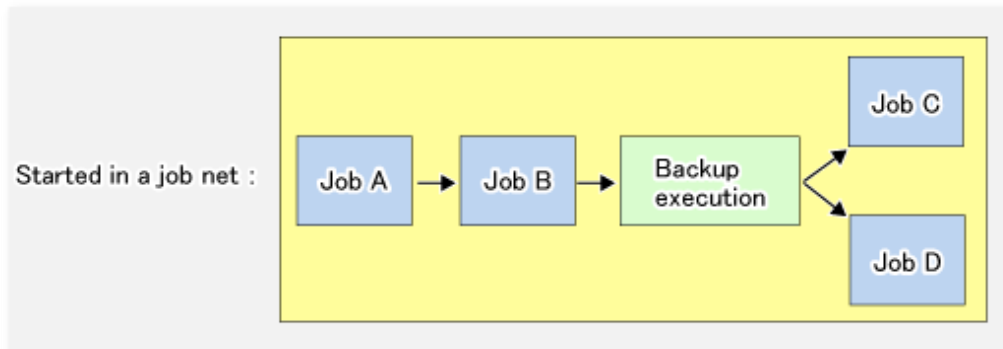 Started in a job net :
Job A
Job B
Backup
execution
Job C
Job D